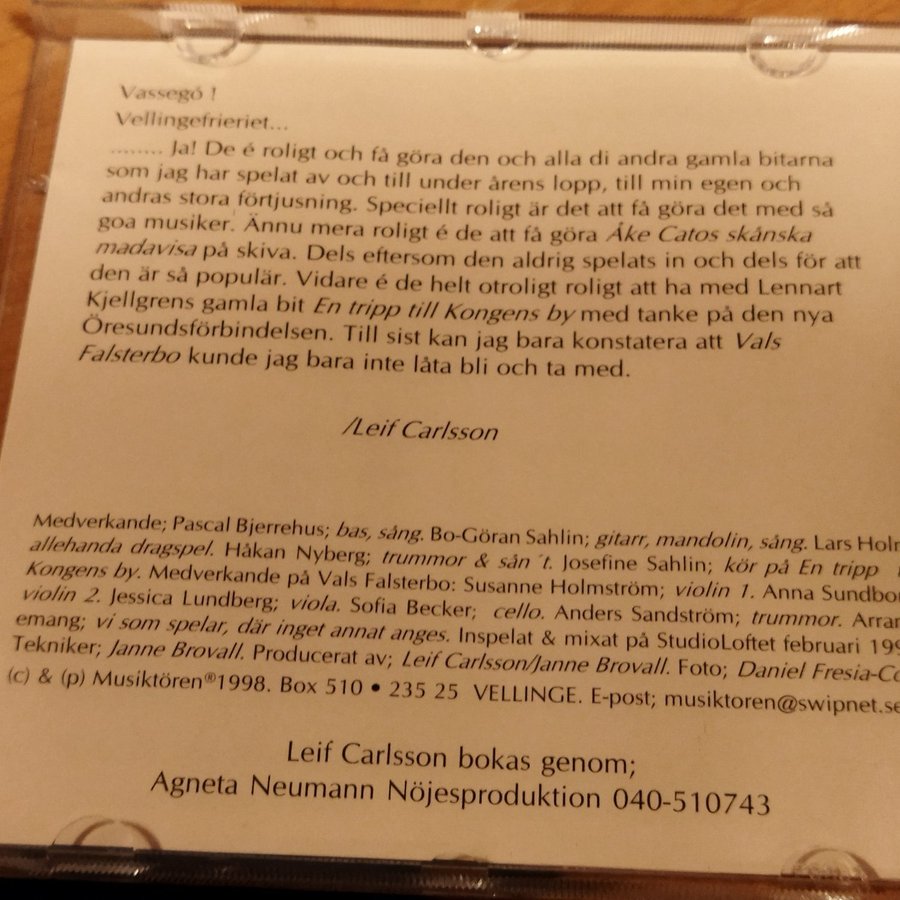 Vassegó !
Vellingefrieriet...
........ Ja! De é roligt och få göra den och alla di andra gamla bitarna
som jag har spelat av och till under årens lopp, till min egen och
andras stora förtjusning. Speciellt roligt är det att få göra det med så
goa musiker. Ännu mera roligt é de att få göra Åke Catos skånska
madavisa på skiva. Dels eftersom den aldrig spelats in och dels för att
den är så populär. Vidare é de helt otroligt roligt att ha med Lennart
Kjellgrens gamla bit En tripp till Kongens by med tanke på den nya
Öresundsförbindelsen. Till sist kan jag bara konstatera att Vals
Falsterbo kunde jag bara inte låta bli och ta med.
/Leif Carlsson
Medverkande; Pascal Bjerrehus; bas, sång. Bo-Göran Sahlin; gitarr, mandolin, sång. Lars Holm
allehanda dragspel. Håkan Nyberg; trummor & sån´t. Josefine Sahlin; kör på En tripp
Kongens by. Medverkande på Vals Falsterbo: Susanne Holmström; violin 1. Anna Sundbor
violin 2. Jessica Lundberg; viola. Sofia Becker; cello. Anders Sandström; trummor. Arran
emang; vi som spelar, där inget annat anges. Inspelat & mixat på StudioLoftet februari 199
Tekniker; Janne Brovall. Producerat av; Leif Carlsson/Janne Brovall. Foto; Daniel Fresia-Co
(c) & (p) Musiktören®1998. Box 510 • 235 25 VELLINGE. E-post; musiktoren@swipnet.se
Leif Carlsson bokas genom;
Agneta Neumann Nöjesproduktion 040-510743